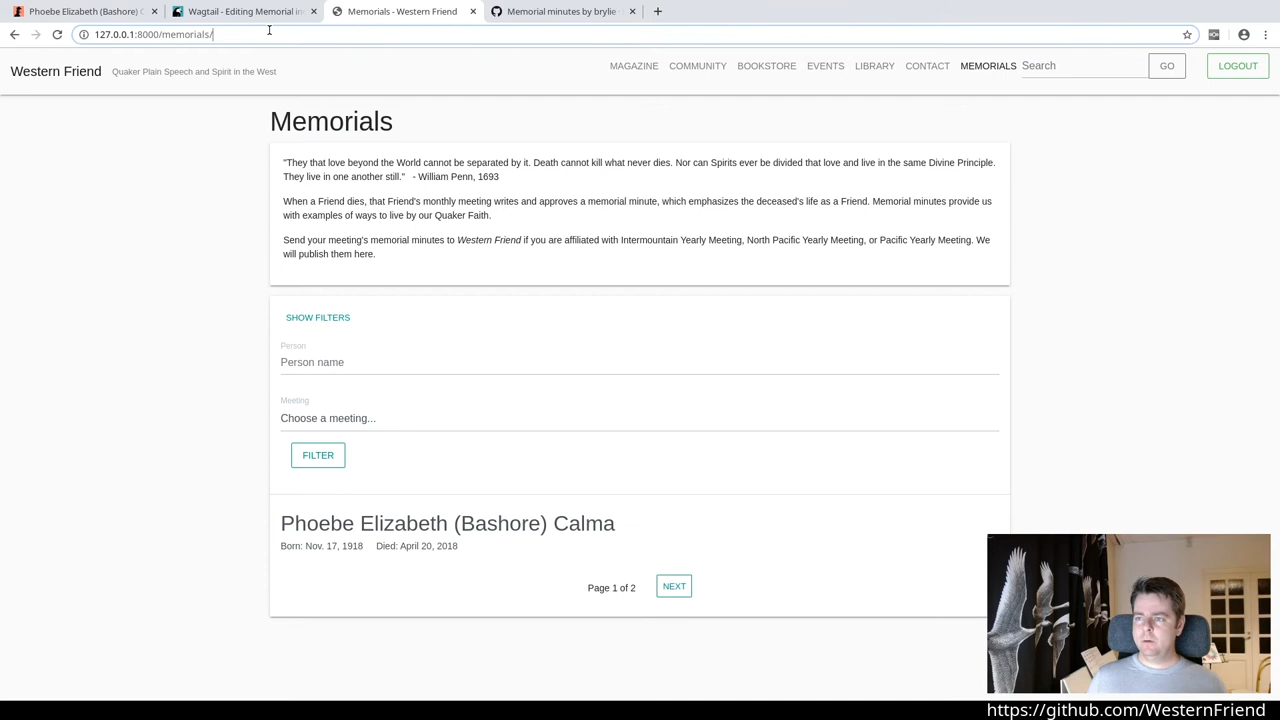 Phoebe Elizabeth (Bashore) C
Wagtail - Editing Memorial in
Memorials - Western Friend
Memorial minutes by brylie
127.0.0.1:8000/memorials/
Western Friend
Quaker Plain Speech and Spirit in the West
MAGAZINE
COMMUNITY
BOOKSTORE
EVENTS
LIBRARY
CONTACT
MEMORIALS
Search
GO
LOGOUT
Memorials
"They that love beyond the World cannot be separated by it. Death cannot kill what never dies. Nor can Spirits ever be divided that love and live in the same Divine Principle.
They live in one another still." - William Penn, 1693
When a Friend dies, that Friend's monthly meeting writes and approves a memorial minute, which emphasizes the deceased's life as a Friend. Memorial minutes provide us
with examples of ways to live by our Quaker Faith.
Send your meeting's memorial minutes to Western Friend if you are affiliated with Intermountain Yearly Meeting, North Pacific Yearly Meeting, or Pacific Yearly Meeting. We
will publish them here.
SHOW FILTERS
Person
Person name
Meeting
Choose a meeting...
FILTER
Phoebe Elizabeth (Bashore) Calma
Born: Nov. 17, 1918 Died: April 20, 2018
Page 1 of 2
NEXT
https://github.com/WesternFriend